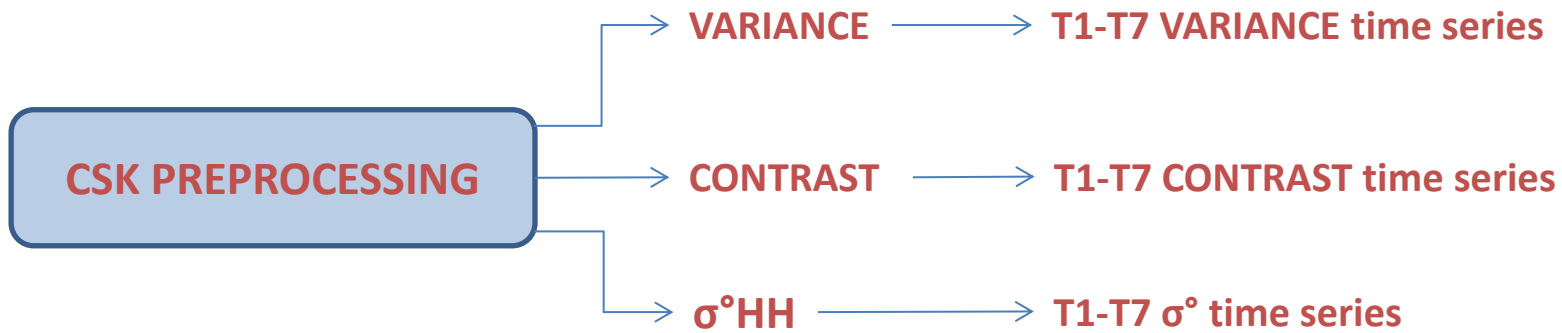 VARIANCE
T1-T7 VARIANCE time series
CSK PREPROCESSING
CONTRAST
T1-T7 CONTRAST time series
σ°HH
T1-T7 σ° time series